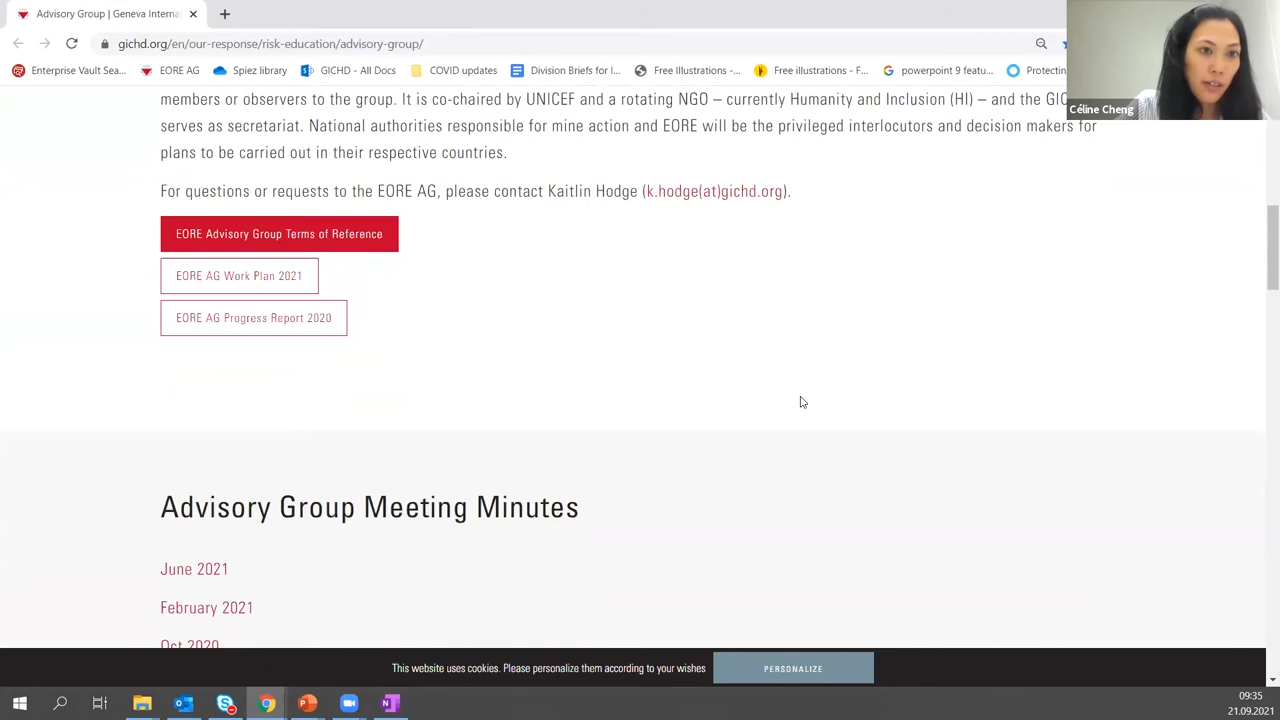 Advisory Group | Geneva Interna
gichd.org/en/our-response/risk-education/advisory-group/
Enterprise Vault Sea...
EORE AG
Spiez library
GICHD - All Docs
COVID updates
Division Briefs for I...
Free Illustrations -...
Free illustrations - F...
powerpoint 9 featu...
Protectin
Céline Cheng
members or observers to the group. It is co-chaired by UNICEF and a rotating NGO – currently Humanity and Inclusion (HI) – and the GIC
serves as secretariat. National authorities responsible for mine action and EORE will be the privileged interlocutors and decision makers for
plans to be carried out in their respective countries.
For questions or requests to the EORE AG, please contact Kaitlin Hodge (k.hodge(at)gichd.org).
EORE Advisory Group Terms of Reference
EORE AG Work Plan 2021
EORE AG Progress Report 2020
Advisory Group Meeting Minutes
June 2021
February 2021
Oct 2020
This website uses cookies. Please personalize them according to your wishes
PERSONALIZE
09:35
21.09.2021